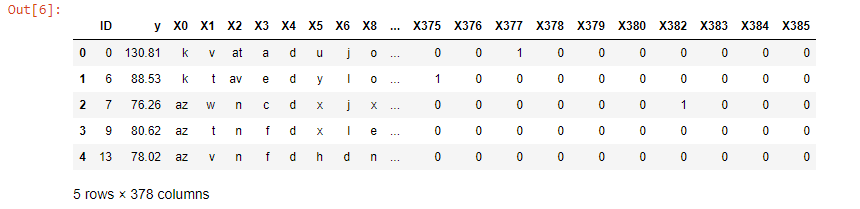 Out[6]:
ID y X0 X1 X2 X3 X4 X5 X6 X8 ... X375 X376 X377 X378 X379 X380 X382 X383 X384 X385
0 0 130.81 k v at a d u j o ... 0 0 1 0 0 0 0 0 0 0
1 6 88.53 k t av e d y l o ... 1 0 0 0 0 0 0 0 0 0
2 7 76.26 az w n c d x j x ... 0 0 0 0 0 0 1 0 0 0
3 9 80.62 az t n f d x l e ... 0 0 0 0 0 0 0 0 0 0
4 13 78.02 az v n f d h d n ... 0 0 0 0 0 0 0 0 0 0
5 rows × 378 columns